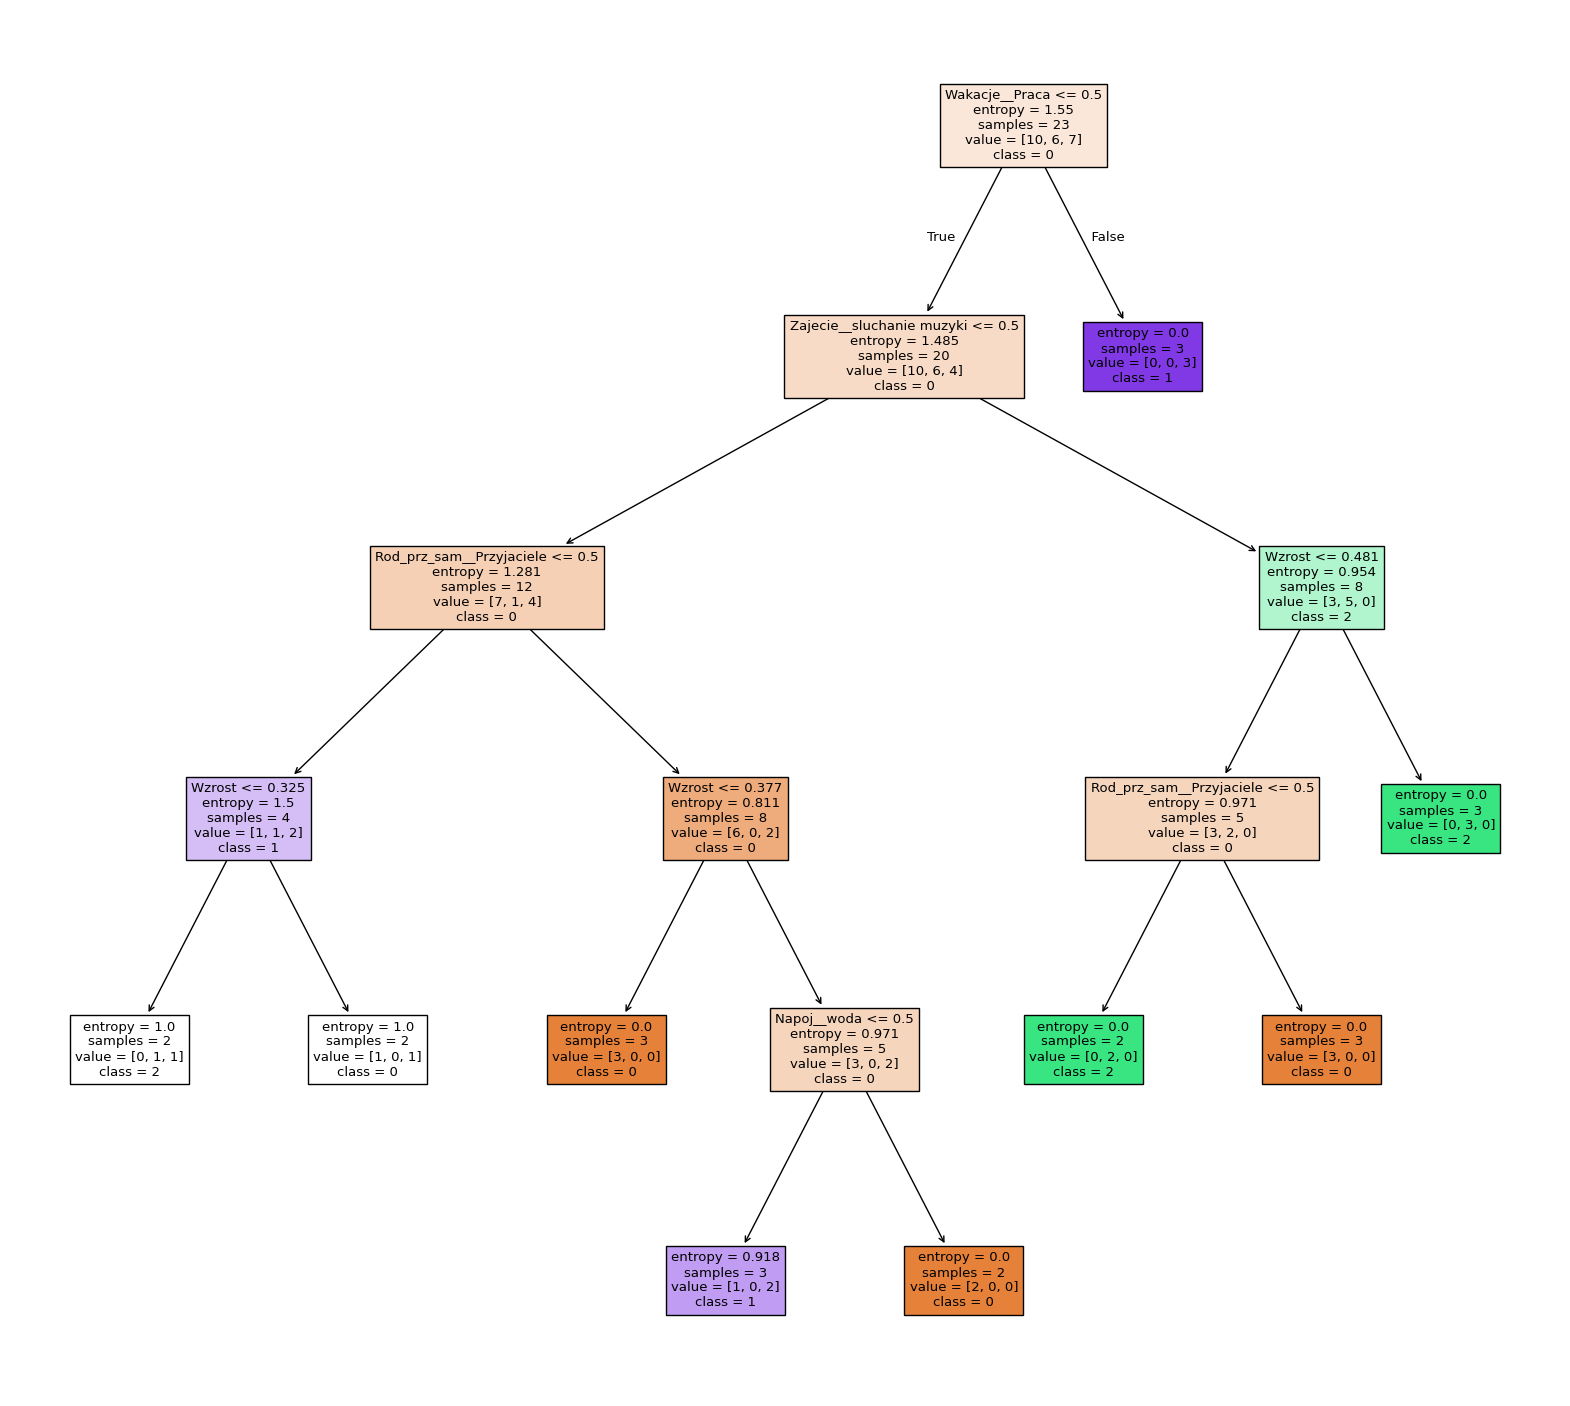 Wakacje__Praca <= 0.5
entropy = 1.55
samples = 23
value = [10, 6, 7]
class = 0
True
False
Zajecie__sluchanie muzyki <= 0.5
entropy = 1.485
samples = 20
value = [10, 6, 4]
class = 0
entropy = 0.0
samples = 3
value = [0, 0, 3]
class = 1
Rod_prz_sam__Przyjaciele <= 0.5
entropy = 1.281
samples = 12
value = [7, 1, 4]
class = 0
Wzrost <= 0.481
entropy = 0.954
samples = 8
value = [3, 5, 0]
class = 2
Wzrost <= 0.325
entropy = 1.5
samples = 4
value = [1, 1, 2]
class = 1
Wzrost <= 0.377
entropy = 0.811
samples = 8
value = [6, 0, 2]
class = 0
Rod_prz_sam__Przyjaciele <= 0.5
entropy = 0.971
samples = 5
value = [3, 2, 0]
class = 0
entropy = 0.0
samples = 3
value = [0, 3, 0]
class = 2
entropy = 1.0
samples = 2
value = [0, 1, 1]
class = 2
entropy = 1.0
samples = 2
value = [1, 0, 1]
class = 0
entropy = 0.0
samples = 3
value = [3, 0, 0]
class = 0
Napoj__woda <= 0.5
entropy = 0.971
samples = 5
value = [3, 0, 2]
class = 0
entropy = 0.0
samples = 2
value = [0, 2, 0]
class = 2
entropy = 0.0
samples = 3
value = [3, 0, 0]
class = 0
entropy = 0.918
samples = 3
value = [1, 0, 2]
class = 1
entropy = 0.0
samples = 2
value = [2, 0, 0]
class = 0